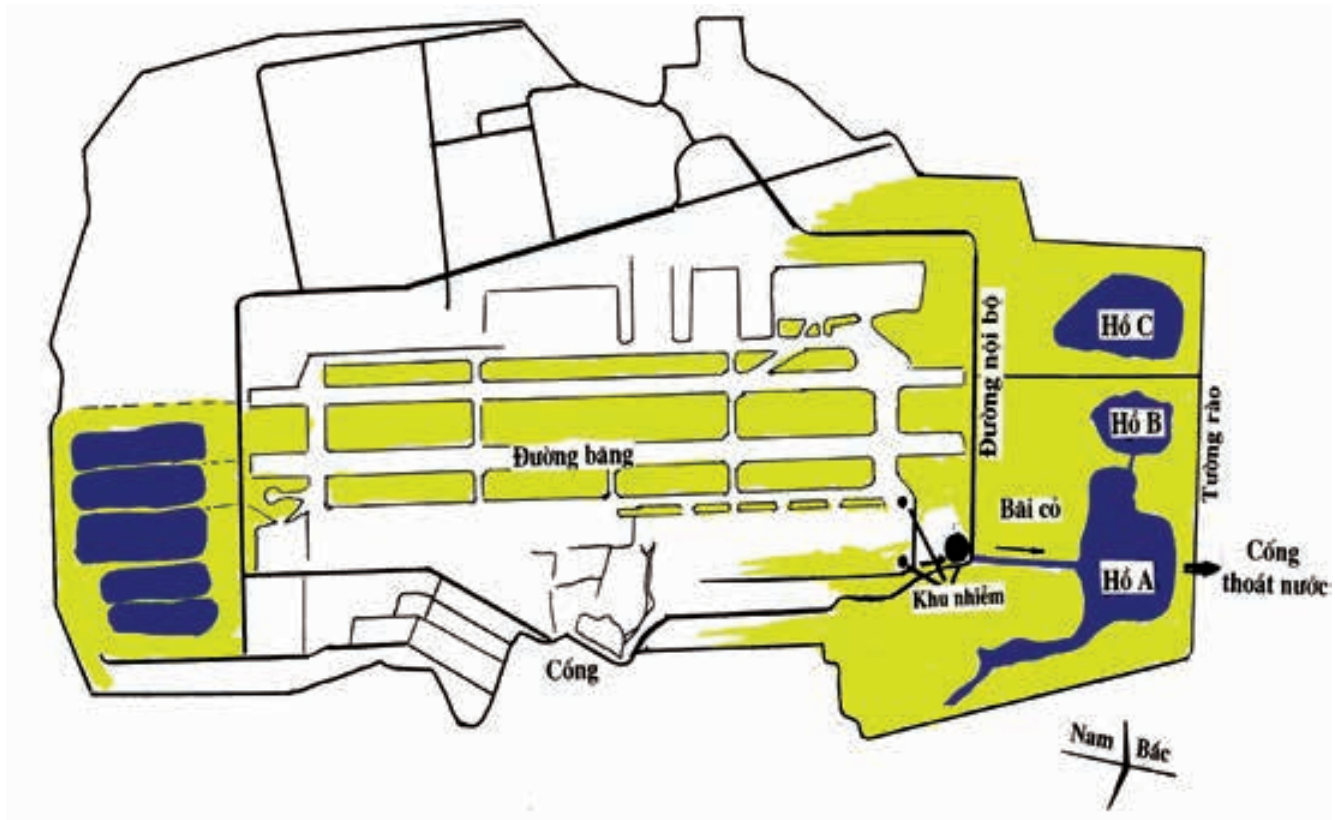 Hồ C
Đường nội bộ
Hồ B
Tường rào
Đường băng
Bãi cỏ
Hồ A
Cống
thoát nước
Khu nhiễm
Cổng
Nam
Bắc